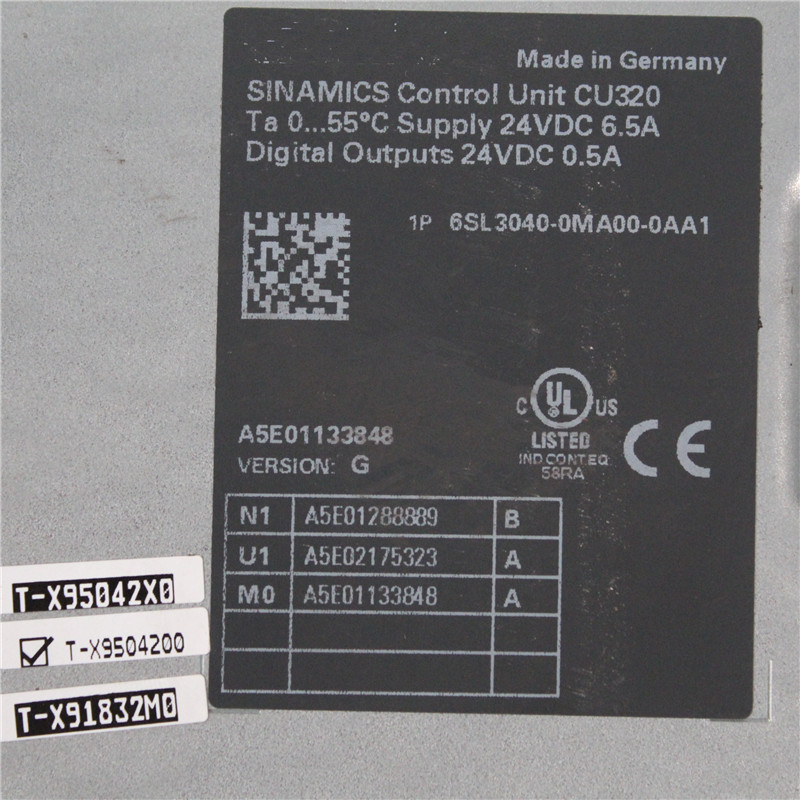 Made in Germany
SINAMICS Control Unit CU320
Ta 0...55°C Supply 24VDC 6.5A
Digital Outputs 24VDC 0.5A
1P 6SL3040-0MA00-0AA1
C UL US
LISTED
IND CONT EQ
58RA
CE
A5E01133848
VERSION: G
N1 A5E01288889 B
U1 A5E02175323 A
M0 A5E01133848 A
T-X95042X0
T-X9504200
T-X91832M0